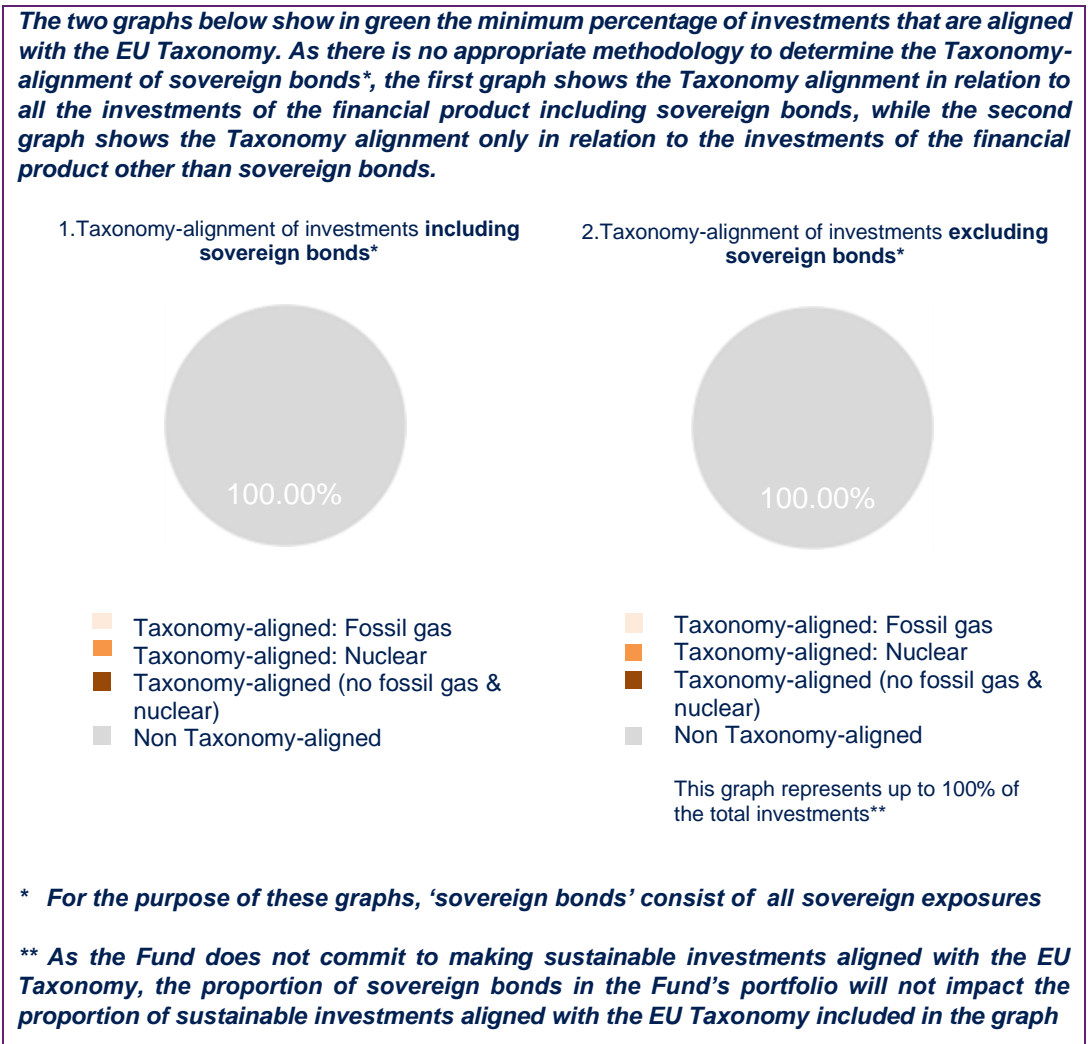 The two graphs below show in green the minimum percentage of investments that are aligned
with the EU Taxonomy. As there is no appropriate methodology to determine the Taxonomy-
alignment of sovereign bonds*, the first graph shows the Taxonomy alignment in relation to
all the investments of the financial product including sovereign bonds, while the second
graph shows the Taxonomy alignment only in relation to the investments of the financial
product other than sovereign bonds.
1.Taxonomy-alignment of investments including
sovereign bonds*
100.00%
Taxonomy-aligned: Fossil gas
Taxonomy-aligned: Nuclear
Taxonomy-aligned (no fossil gas &
nuclear)
Non Taxonomy-aligned
2.Taxonomy-alignment of investments excluding
sovereign bonds*
100.00%
Taxonomy-aligned: Fossil gas
Taxonomy-aligned: Nuclear
Taxonomy-aligned (no fossil gas &
nuclear)
Non Taxonomy-aligned
This graph represents up to 100% of
the total investments**
* For the purpose of these graphs, ‘sovereign bonds’ consist of all sovereign exposures
** As the Fund does not commit to making sustainable investments aligned with the EU
Taxonomy, the proportion of sovereign bonds in the Fund’s portfolio will not impact the
proportion of sustainable investments aligned with the EU Taxonomy included in the graph